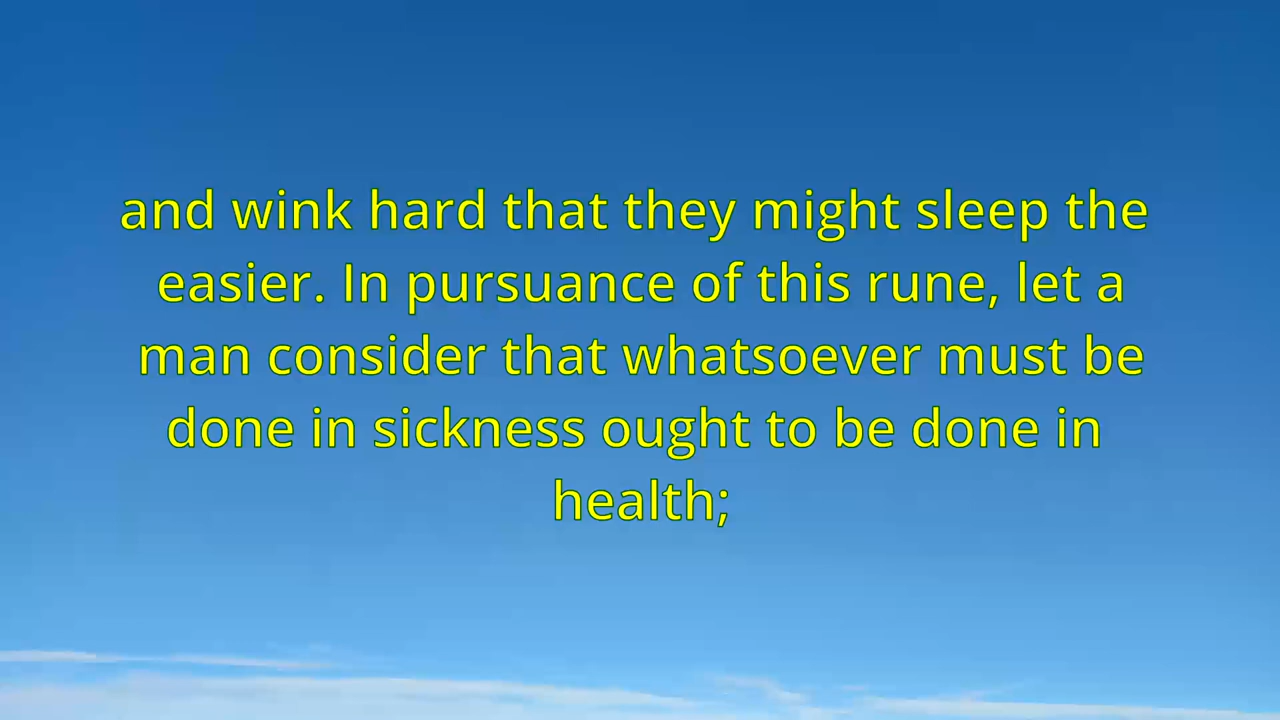 and wink hard that they might sleep the
easier. In pursuance of this rune, let a
man consider that whatsoever must be
done in sickness ought to be done in
health;